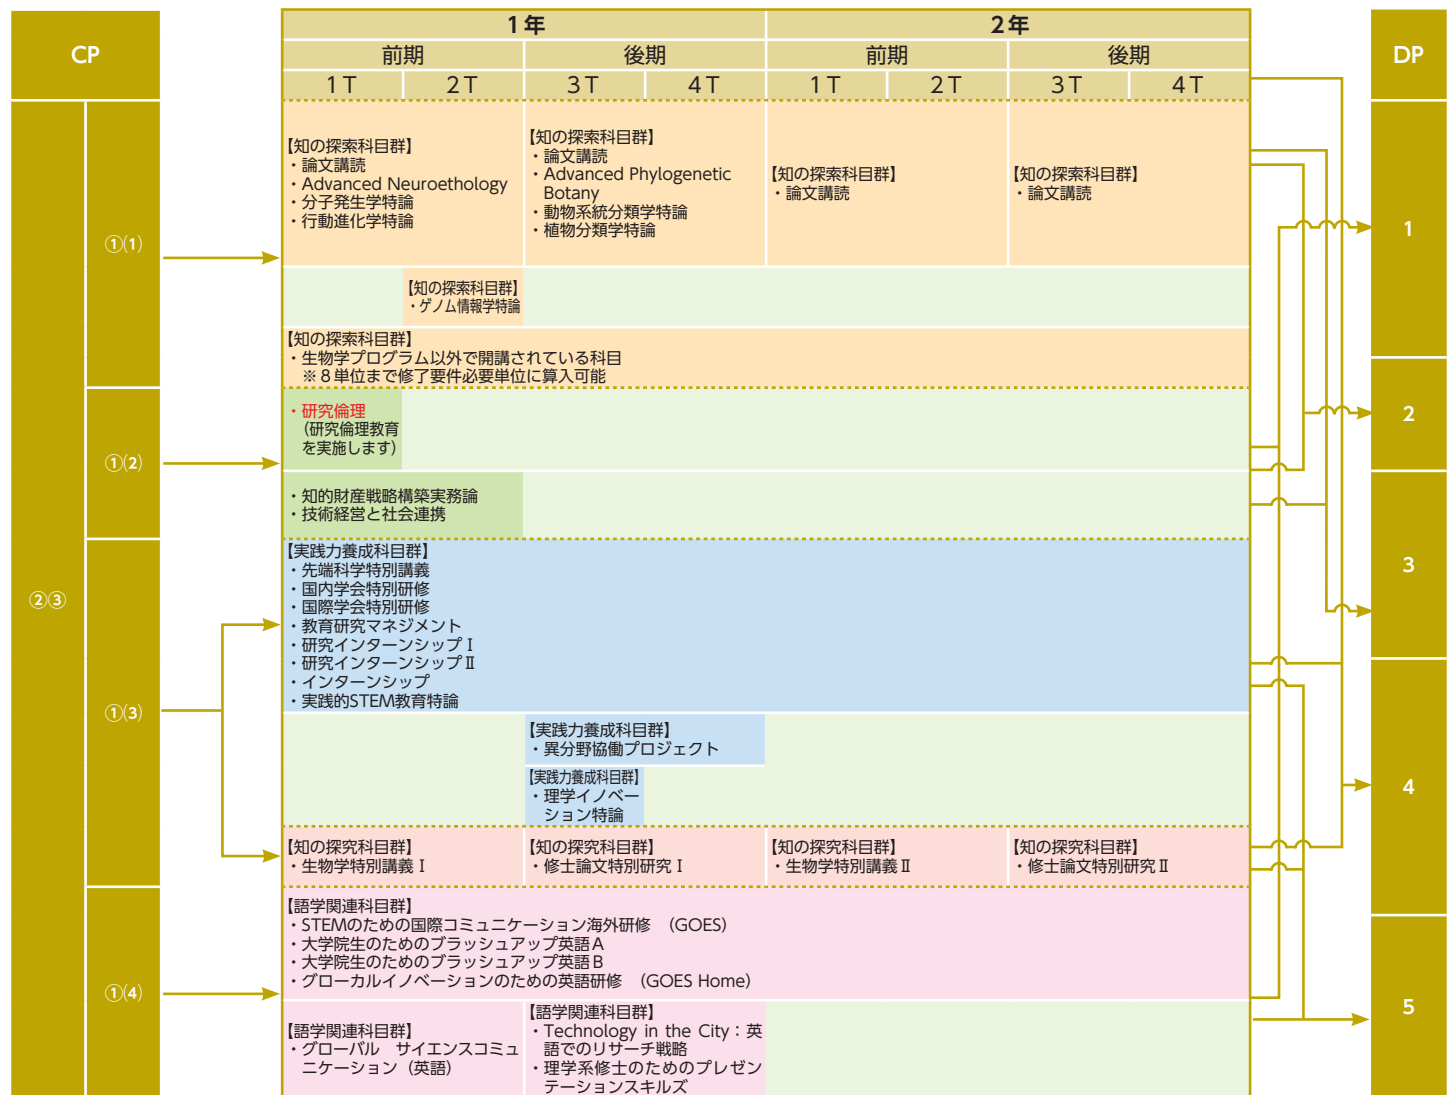 CP
1年
2年
DP
前期
後期
前期
後期
1T
2T
3T
4T
1T
2T
3T
4T
②③
①(1)
【知の探索科目群】
・論文講読
・Advanced Neuroethology
・分子発生学特論
・行動進化学特論
【知の探索科目群】
・論文講読
・Advanced Phylogenetic
Botany
・動物系統分類学特論
・植物分類学特論
【知の探索科目群】
・論文講読
【知の探索科目群】
・論文講読
1
【知の探索科目群】
・ゲノム情報学特論
【知の探索科目群】
・生物学プログラム以外で開講されている科目
※8単位まで修了要件必要単位に算入可能
①(2)
・研究倫理
(研究倫理教育
を実施します)
2
・知的財産戦略構築実務論
・技術経営と社会連携
3
①(3)
【実践力養成科目群】
・先端科学特別講義
・国内学会特別研修
・国際学会特別研修
・教育研究マネジメント
・研究インターンシップⅠ
・研究インターンシップⅡ
・インターンシップ
・実践的STEM教育特論
【実践力養成科目群】
・異分野協働プロジェクト
【実践力養成科目群】
・理学イノベー
ション特論
4
【知の探究科目群】
・生物学特別講義Ⅰ
【知の探究科目群】
・修士論文特別研究Ⅰ
【知の探究科目群】
・生物学特別講義Ⅱ
【知の探究科目群】
・修士論文特別研究Ⅱ
①(4)
【語学関連科目群】
・STEMのための国際コミュニケーション海外研修　(GOES)
・大学院生のためのブラッシュアップ英語A
・大学院生のためのブラッシュアップ英語B
・グローカルイノベーションのための英語研修　(GOES Home)
5
【語学関連科目群】
・グローバル　サイエンスコミュ
ニケーション（英語）
【語学関連科目群】
・Technology in the City：英
語でのリサーチ戦略
・理学系修士のためのプレゼン
テーションスキルズ